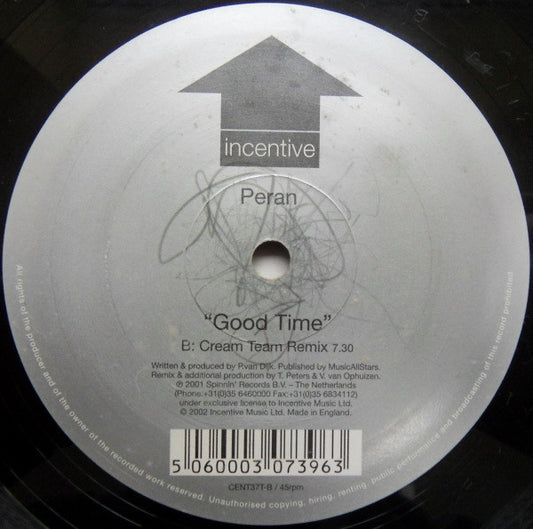 incentive
Peran
“Good Time”
B: Cream Team Remix 7.30
Written & produced by P.van Dijk. Published by MusicAllStars.
Remix & additional production by T. Peters & V. van Ophuizen.
℗ 2001 Spinnin' Records B.V. – The Netherlands
(Phone:+31(0)35 6460000 Fax:+31(0)35 6834112)
under exclusive license to Incentive Music Ltd.
© 2002 Incentive Music Ltd. Made in England.
5 060003 073963
CENT37T-B / 45rpm
All rights of the producer and of the owner of the recorded work reserved. Unauthorised copying, hiring, renting, public performance and broadcasting of this record prohibited